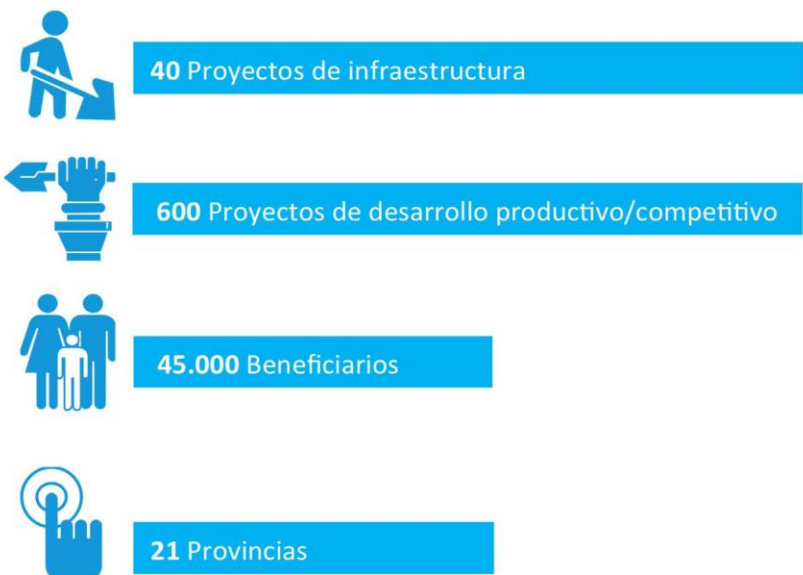 40 Proyectos de infraestructura
600 Proyectos de desarrollo productivo/competitivo
45.000 Beneficiarios
21 Provincias